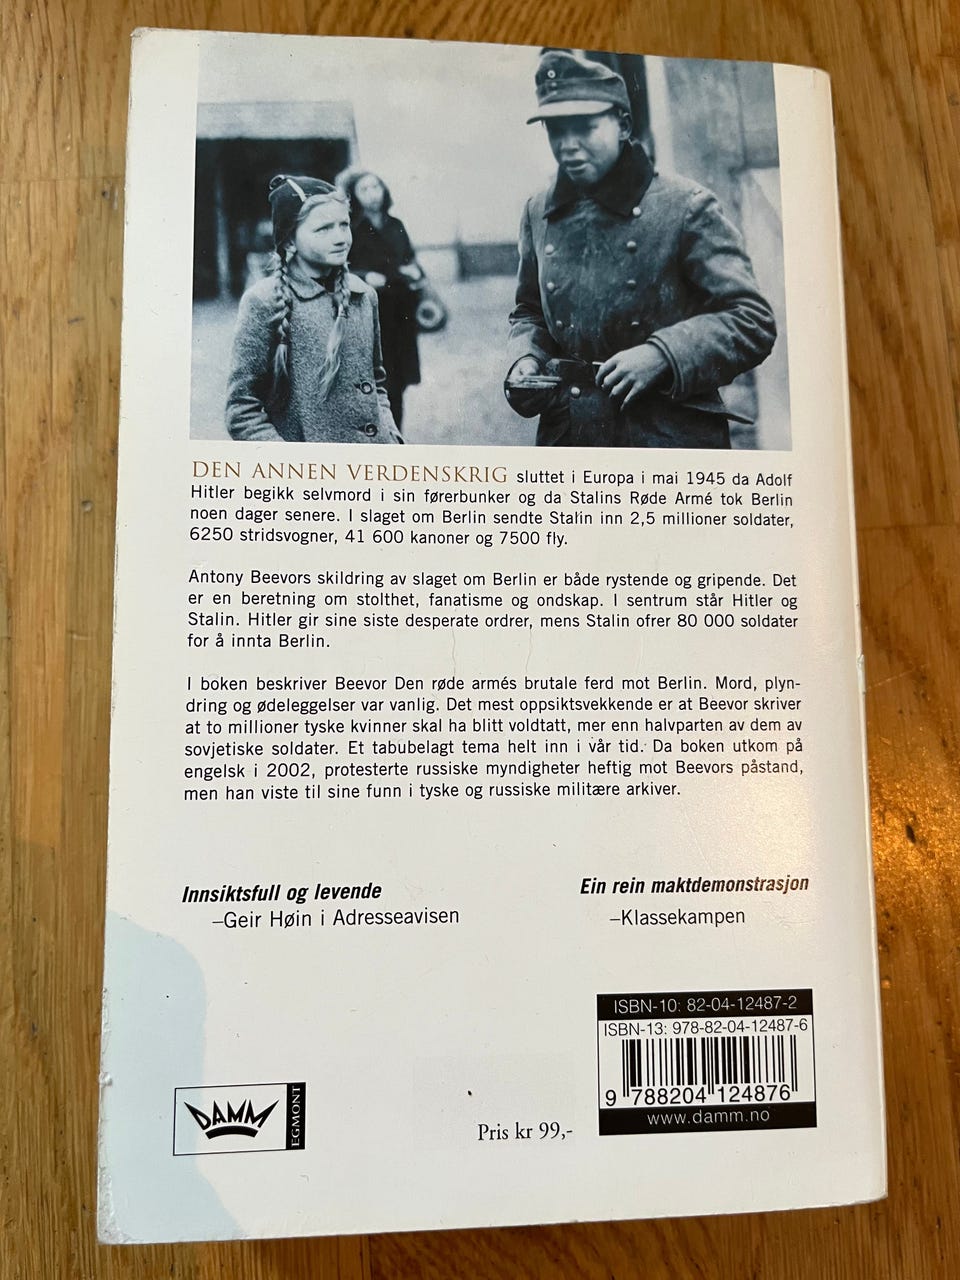 DEN ANNEN VERDENSKRIG sluttet i Europa i mai 1945 da Adolf
Hitler begikk selvmord i sin førerbunker og da Stalins Røde Armé tok Berlin
noen dager senere. I slaget om Berlin sendte Stalin inn 2,5 millioner soldater,
6250 stridsvogner, 41 600 kanoner og 7500 fly.
Antony Beevors skildring av slaget om Berlin er både rystende og gripende. Det
er en beretning om stolthet, fanatisme og ondskap. I sentrum står Hitler og
Stalin. Hitler gir sine siste desperate ordrer, mens Stalin ofrer 80 000 soldater
for å innta Berlin.
I boken beskriver Beevor Den røde armés brutale ferd mot Berlin. Mord, plyn-
dring og ødeleggelser var vanlig. Det mest oppsiktsvekkende er at Beevor skriver
at to millioner tyske kvinner skal ha blitt voldtatt, mer enn halvparten av dem av
sovjetiske soldater. Et tabubelagt tema helt inn i vår tid. Da boken utkom på
engelsk i 2002, protesterte russiske myndigheter heftig mot Beevors påstand,
men han viste til sine funn i tyske og russiske militære arkiver.
Innsiktsfull og levende
–Geir Høin i Adresseavisen
Ein rein maktdemonstrasjon
–Klassekampen
ISBN-10: 82-04-12487-2
ISBN-13: 978-82-04-12487-6
9 788204 124876
www.damm.no
DAMM
EGMONT
Pris kr 99,-